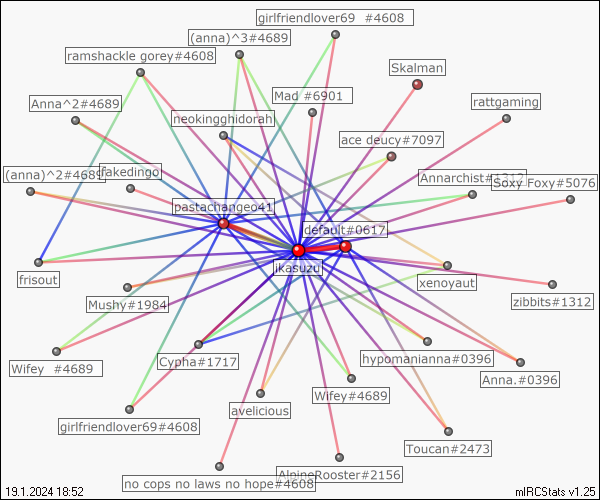 girlfriendlover69 #4608
(anna)^3#4689
ramshackle gorey#4608
Skalman
Mad #6901
rattgaming
Anna^2#4689
neokingghidorah
ace deucy#7097
(anna)^2#4689
fakedingo
Annarchist#1312
Soxy Foxy#5076
pastachange041
default#0617
ikasuzu
frisout
xenoyaut
Mushy#1984
zibbits#1312
Wifey #4689
Cypha#1717
hypomanianna#0396
Anna.#0396
Wifey#4689
avelicious
girlfriendlover69#4608
Toucan#2473
AlpineRooster#2156
no cops no laws no hope#4608
19.1.2024 18:52
mIRCStats v1.25